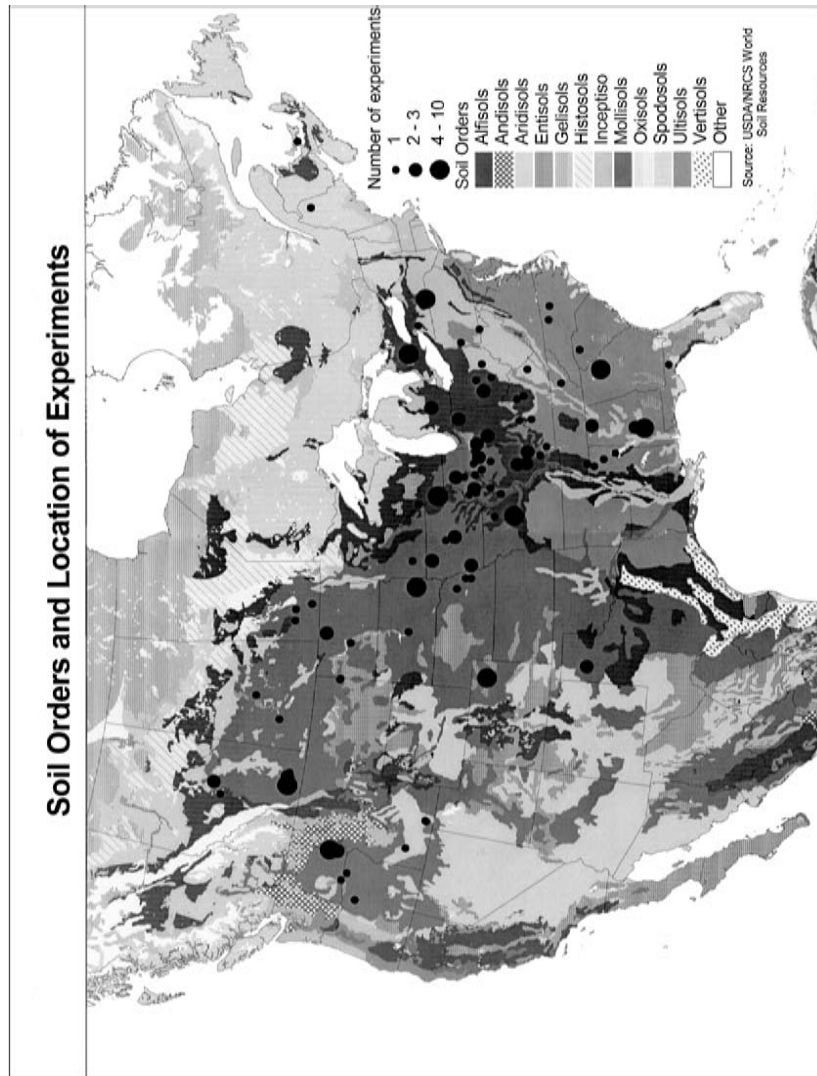 Soil Orders and Location of Experiments
Number of experiments
1
2 - 3
4 - 10
Soil Orders
Alfisols
Andisols
Aridisols
Entisols
Gelisols
Histosols
Inceptiso
Mollisols
Oxisols
Spodosols
Ultisols
Vertisols
Other
Source: USDA/NRCS World
Soil Resources